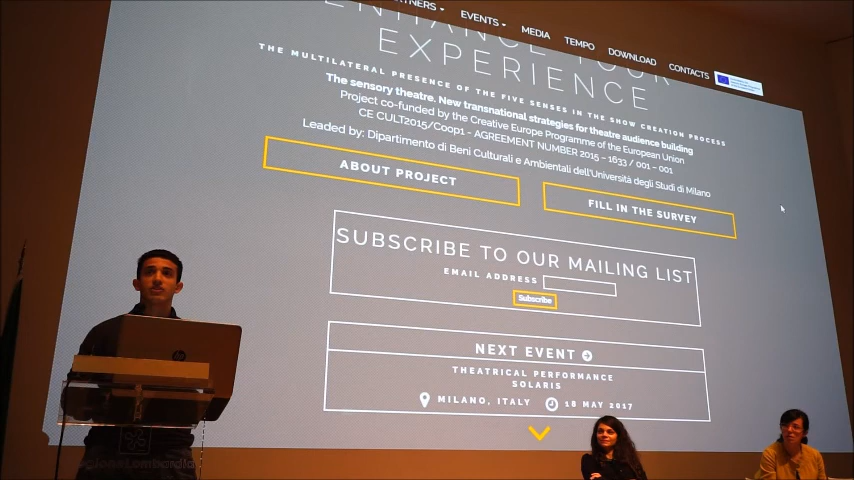 EVENTS
MEDIA
TEMPO
DOWNLOAD
CONTACTS
EXPERIENCE
THE MULTILATERAL PRESENCE OF THE FIVE SENSES IN THE SHOW CREATION PROCESS
The sensory theatre. New transnational strategies for theatre audience building
Project co-funded by the Creative Europe Programme of the European Union
CE CULT2015/Coop1 - AGREEMENT NUMBER 2015 - 1633 / 001 - 001
Leaded by: Dipartimento di Beni Culturali e Ambientali dell'Università degli Studi di Milano
ABOUT PROJECT
FILL IN THE SURVEY
SUBSCRIBE TO OUR MAILING LIST
EMAIL ADDRESS
Subscribe
NEXT EVENT
THEATRICAL PERFORMANCE
SOLARIS
MILANO, ITALY
18 MAY 2017
RegioneLombardia